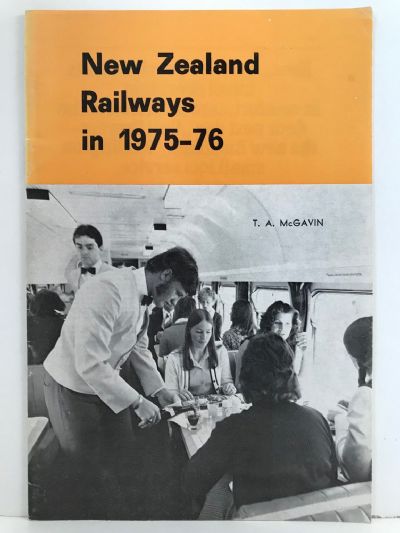 New Zealand
Railways
in 1975-76
T. A. McGAVIN